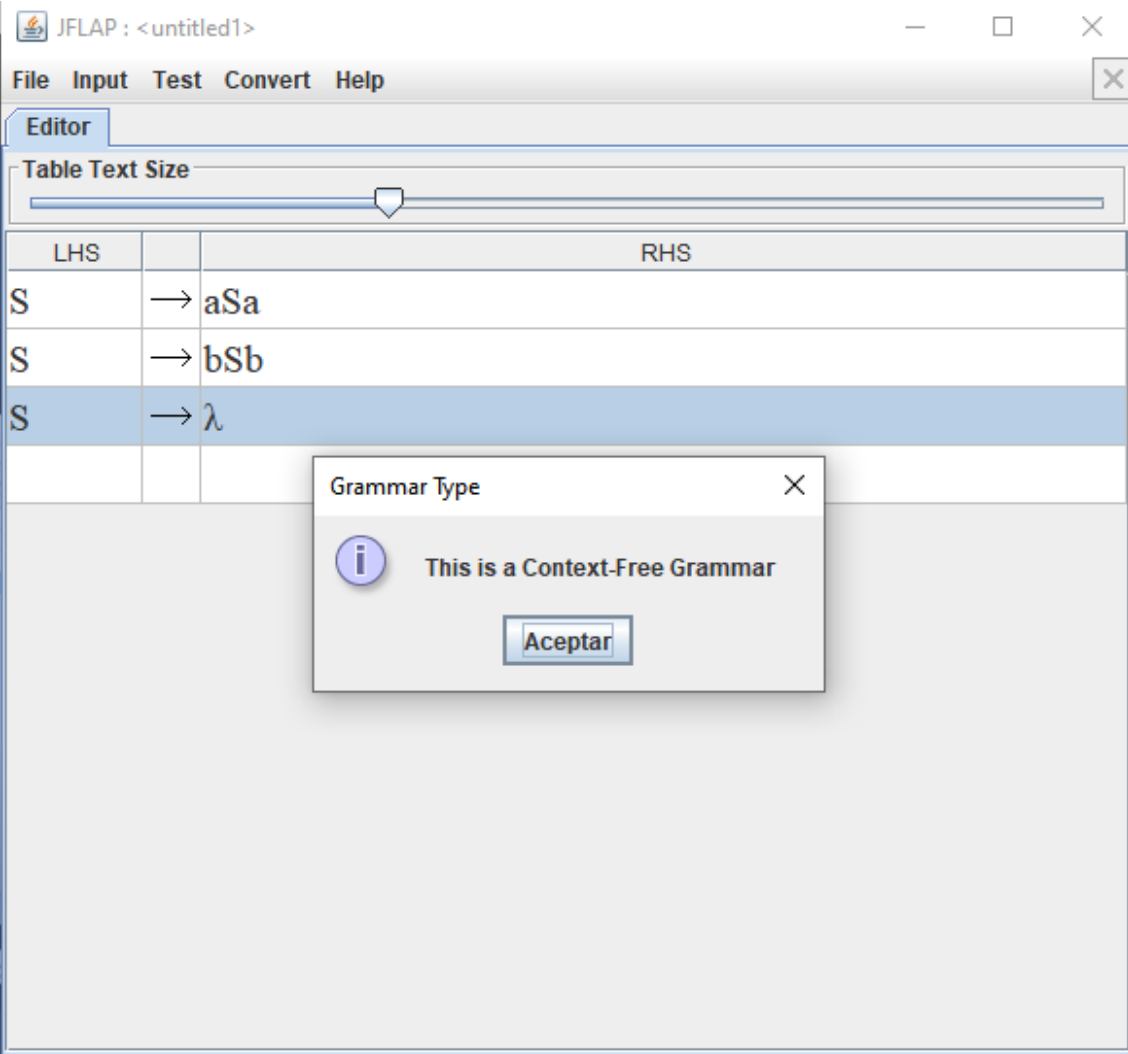 JFLAP : <untitled1>
File Input Test Convert Help
Editor
Table Text Size
LHS RHS
S → aSa
S → bSb
S → λ
Grammar Type
This is a Context-Free Grammar
Aceptar